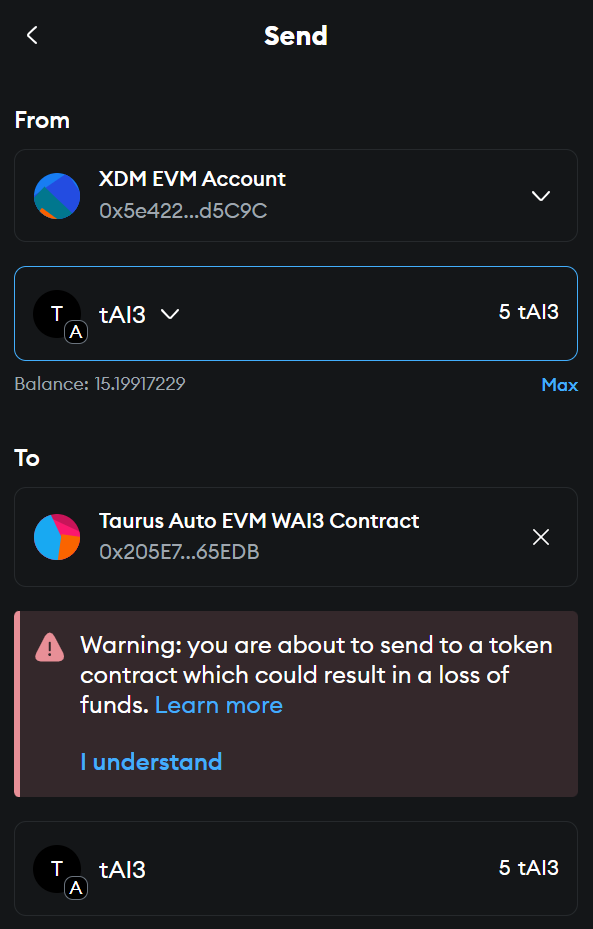 Send
From
XDM EVM Account
0x5e422...d5C9C
T
A
tAI3
5 tAI3
Balance: 15.19917229
Max
To
Taurus Auto EVM WAI3 Contract
0x205E7...65EDB
Warning: you are about to send to a token
contract which could result in a loss of
funds. Learn more
I understand
T
A
tAI3
5 tAI3